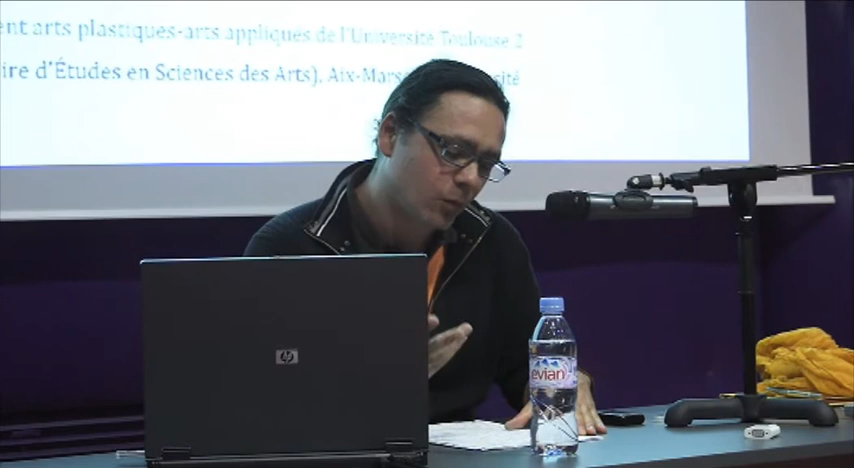 ent arts plastiques-arts appliqués de l'Université Toulouse 2
ire d'Études en Sciences des Arts), Aix-Mars
hp
evian